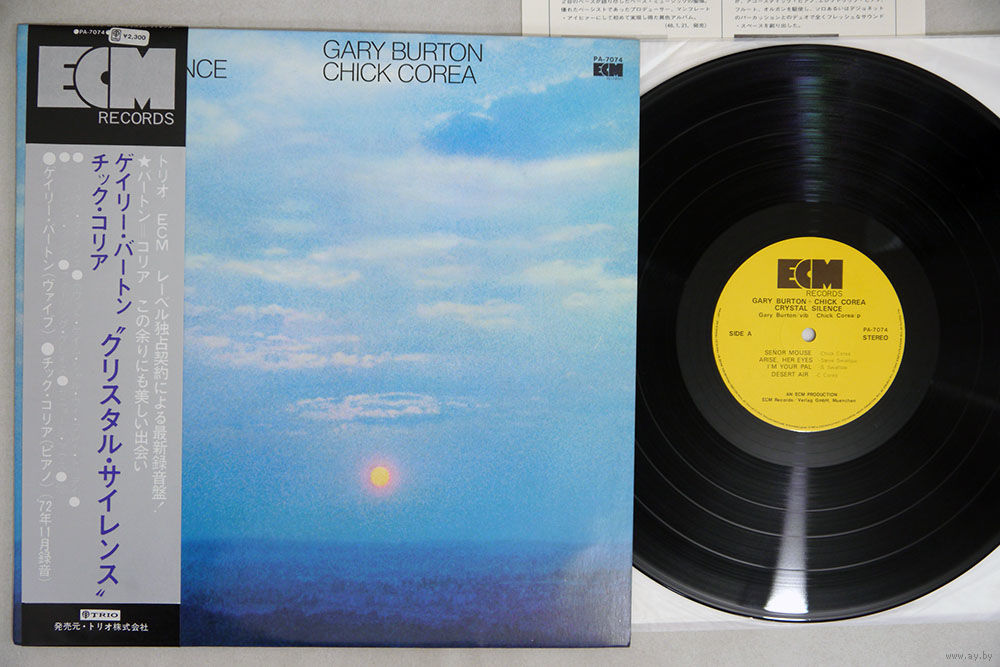 ●PA-7074●
¥2,300
ECM
RECORDS
ゲイリー・バートン〝クリスタル・サイレンス〟
チック・コリア
トリオ ECM レーベル独占契約による最新録音盤!
★バートン＝コリア この余りにも美しい出会い
●ゲイリー・バートン(ヴァイブ) ●チック・コリア(ピアノ) ('72年11月録音)
TRIO
発売元・トリオ株式会社
NCE
GARY BURTON
CHICK COREA
PA-7074
ECM
RECORDS
ECM
RECORDS
GARY BURTON · CHICK COREA
CRYSTAL SILENCE
Gary Burton/vib Chick Corea/p
SIDE A
PA-7074
STEREO
SENOR MOUSE - Chick Corea
ARISE, HER EYES - Steve Swallow
I'M YOUR PAL - S. Swallow
DESERT AIR - C. Corea
AN ECM PRODUCTION
ECM Records / Verlag GmbH, Muenchen
www.ay.by